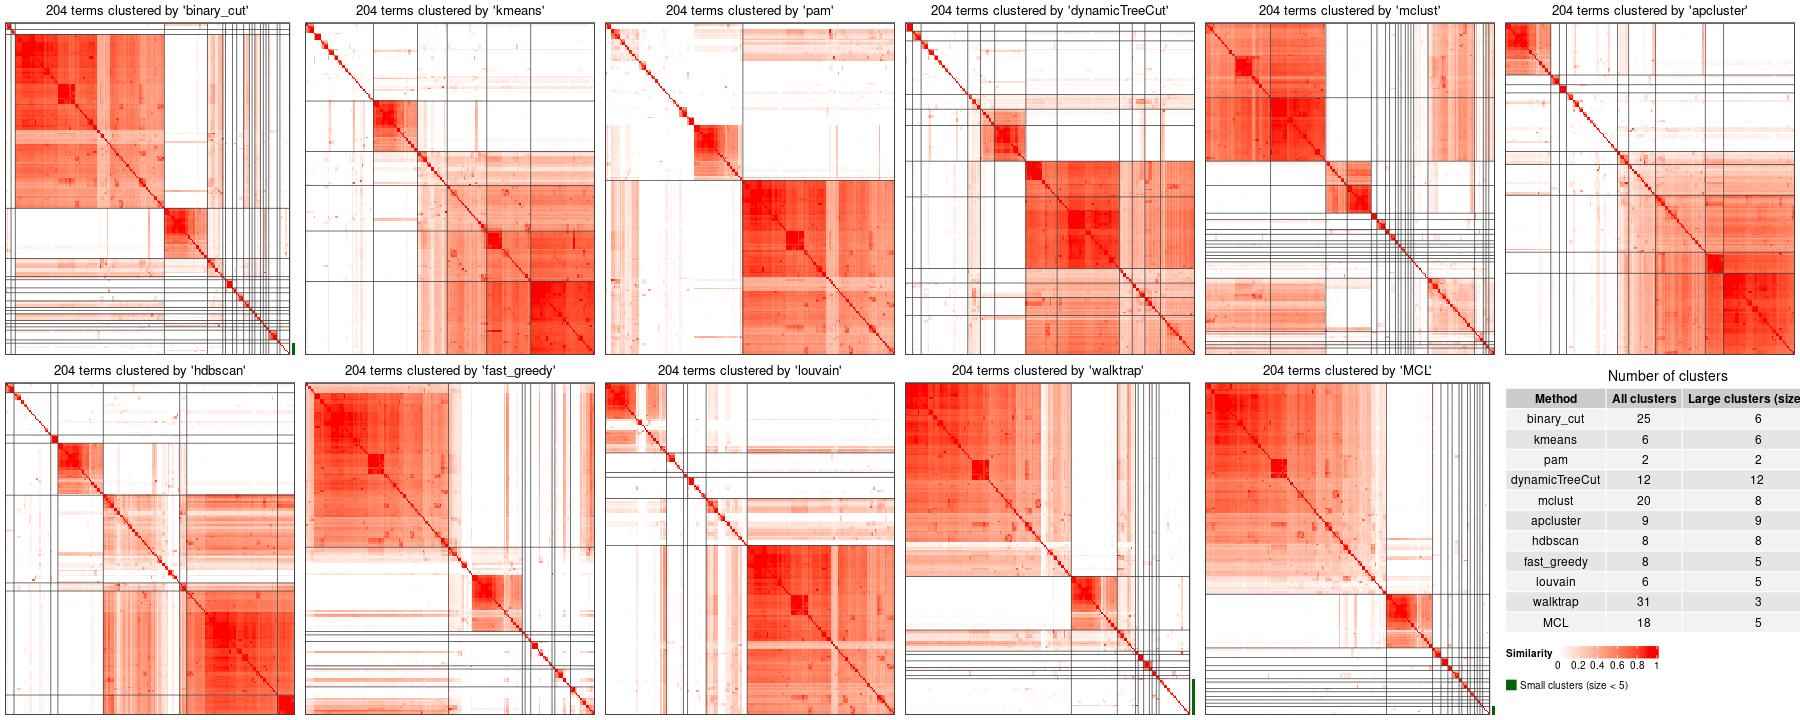 204 terms clustered by 'binary_cut'
204 terms clustered by 'kmeans'
204 terms clustered by 'pam'
204 terms clustered by 'dynamicTreeCut'
204 terms clustered by 'mclust'
204 terms clustered by 'apcluster'
204 terms clustered by 'hdbscan'
204 terms clustered by 'fast_greedy'
204 terms clustered by 'louvain'
204 terms clustered by 'walktrap'
204 terms clustered by 'MCL'
Number of clusters
Method All clusters Large clusters (size
binary_cut 25 6
kmeans 6 6
pam 2 2
dynamicTreeCut 12 12
mclust 20 8
apcluster 9 9
hdbscan 8 8
fast_greedy 8 5
louvain 6 5
walktrap 31 3
MCL 18 5
Similarity
0 0.2 0.4 0.6 0.8 1
Small clusters (size < 5)